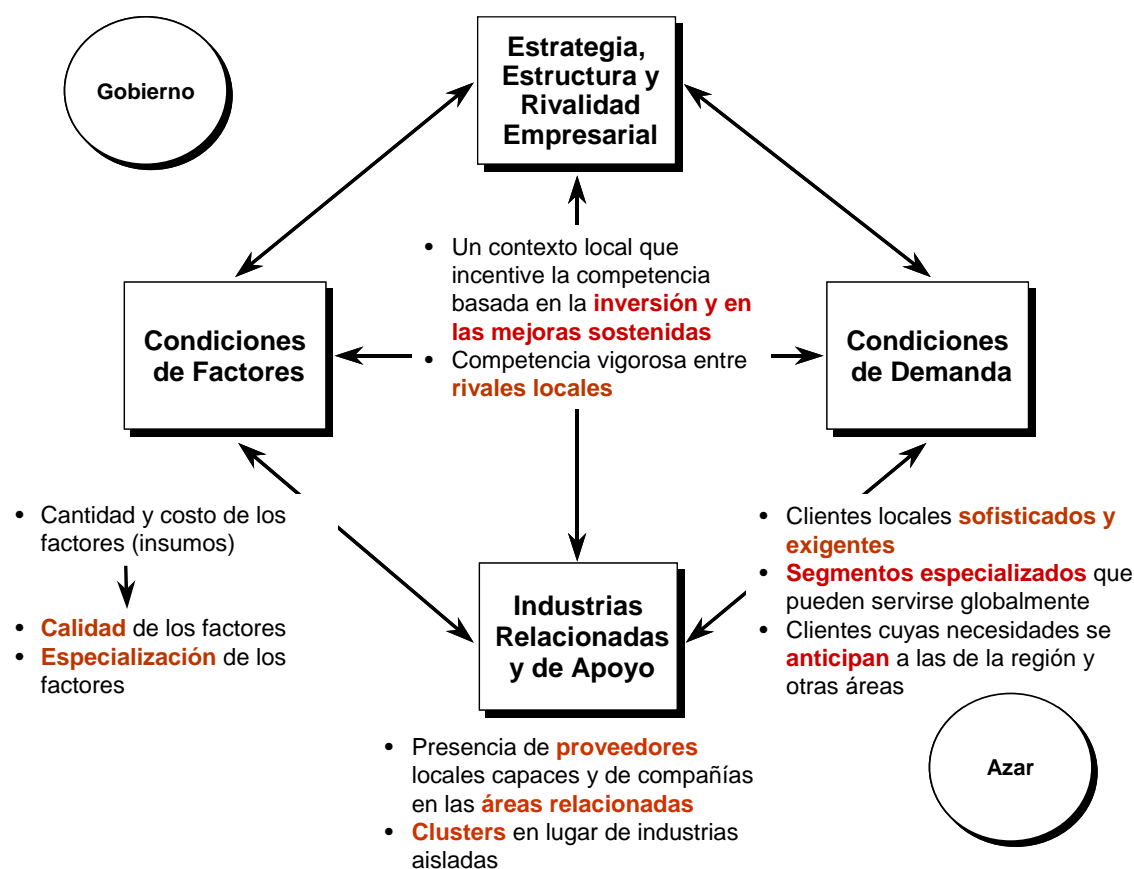 Gobierno
Estrategia,
Estructura y
Rivalidad
Empresarial
• Un contexto local que
incentive la competencia
basada en la inversión y en
las mejoras sostenidas
• Competencia vigorosa entre
rivales locales
Condiciones
de Factores
Condiciones
de Demanda
• Cantidad y costo de los
factores (insumos)
• Calidad de los factores
• Especialización de los
factores
Industrias
Relacionadas
y de Apoyo
• Clientes locales sofisticados y
exigentes
• Segmentos especializados que
pueden servirse globalmente
• Clientes cuyas necesidades se
anticipan a las de la región y
otras áreas
• Presencia de proveedores
locales capaces y de compañías
en las áreas relacionadas
• Clusters en lugar de industrias
aisladas
Azar